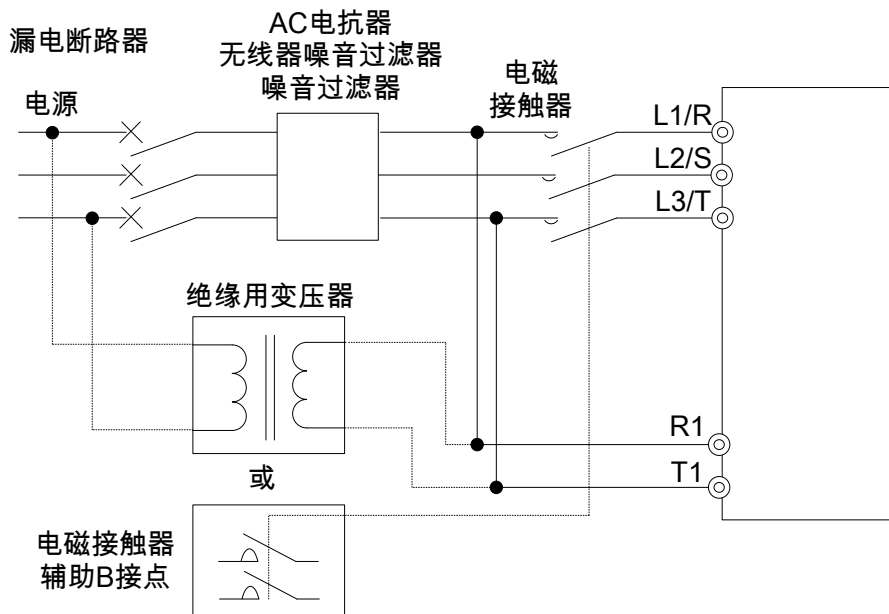 漏电断路器
AC电抗器
无线器噪音过滤器
噪音过滤器
电源
电磁
接触器
L1/R
L2/S
L3/T
绝缘用变压器
R1
或
T1
电磁接触器
辅助B接点